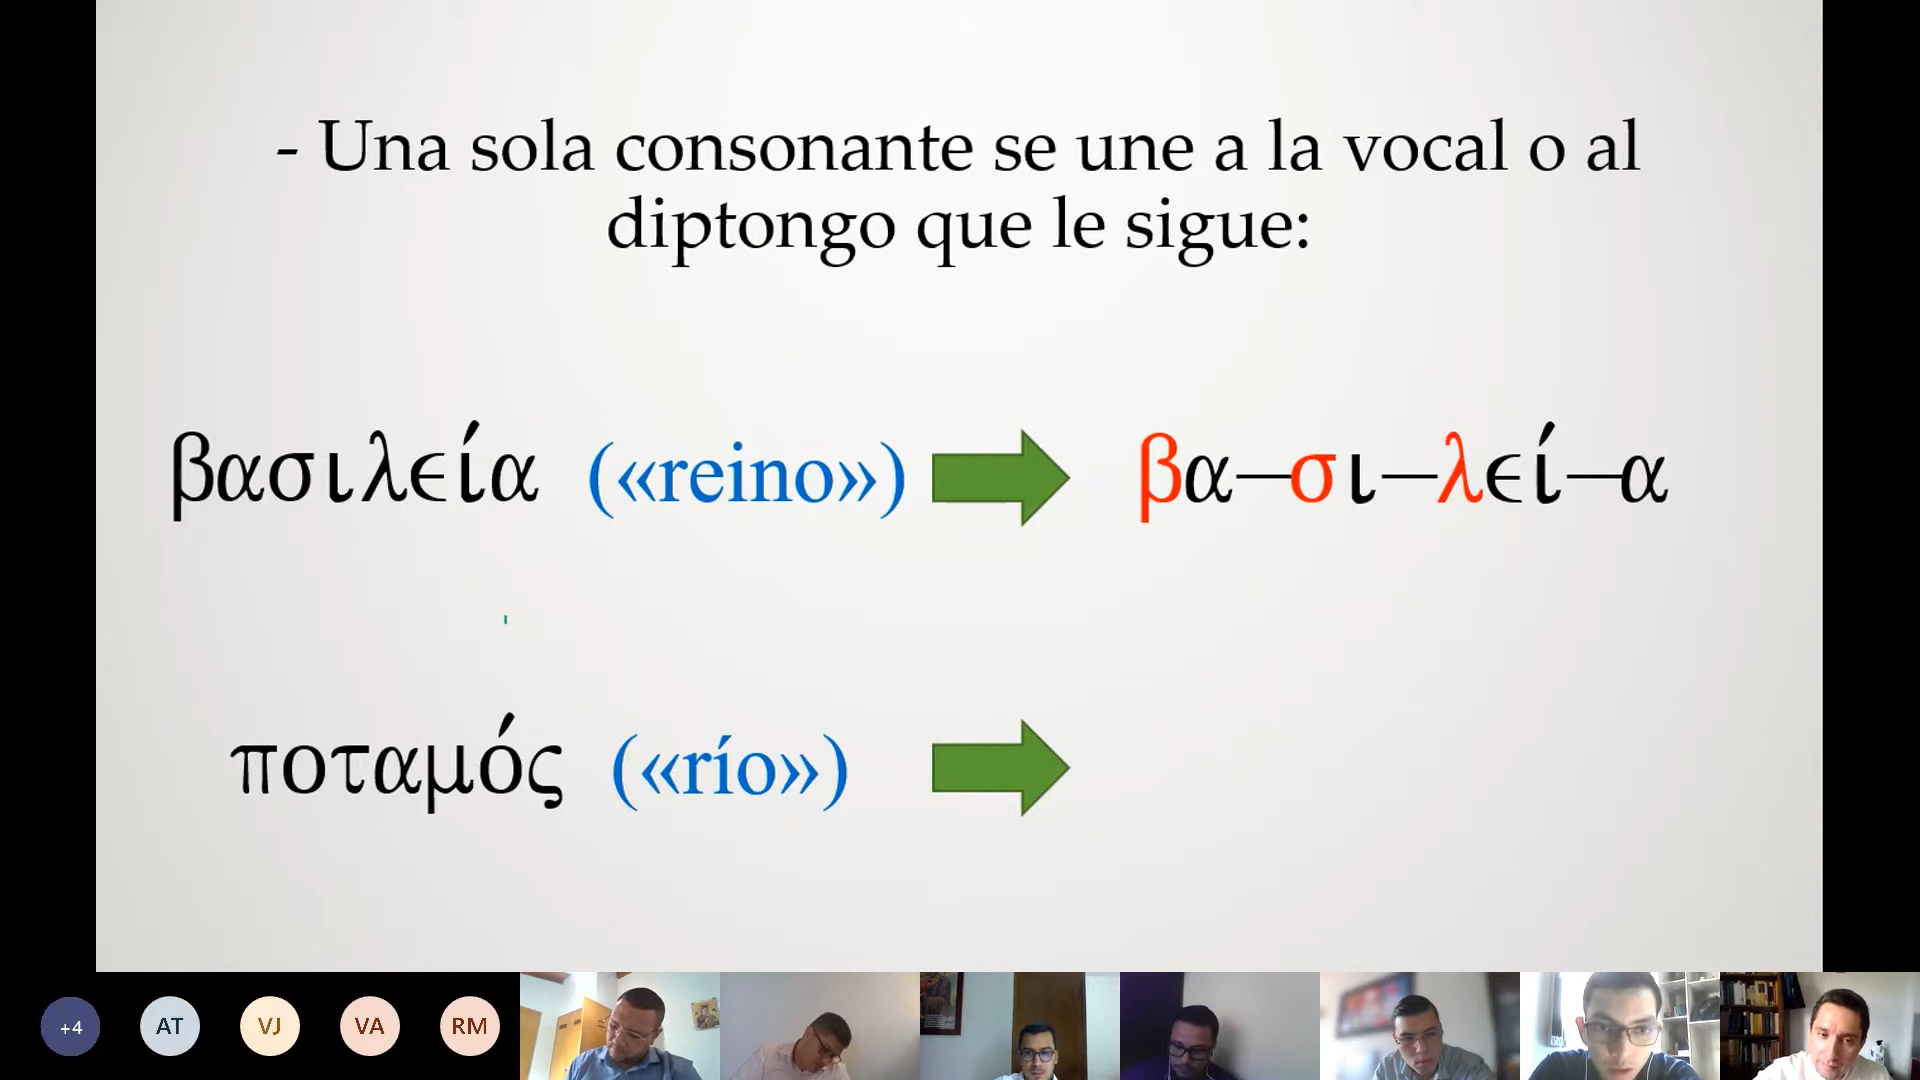 - Una sola consonante se une a la vocal o al
diptongo que le sigue:
βασιλεία («reino») βα–σι–λεί–α
ποταμός («río»)
+4 AT VJ VA RM